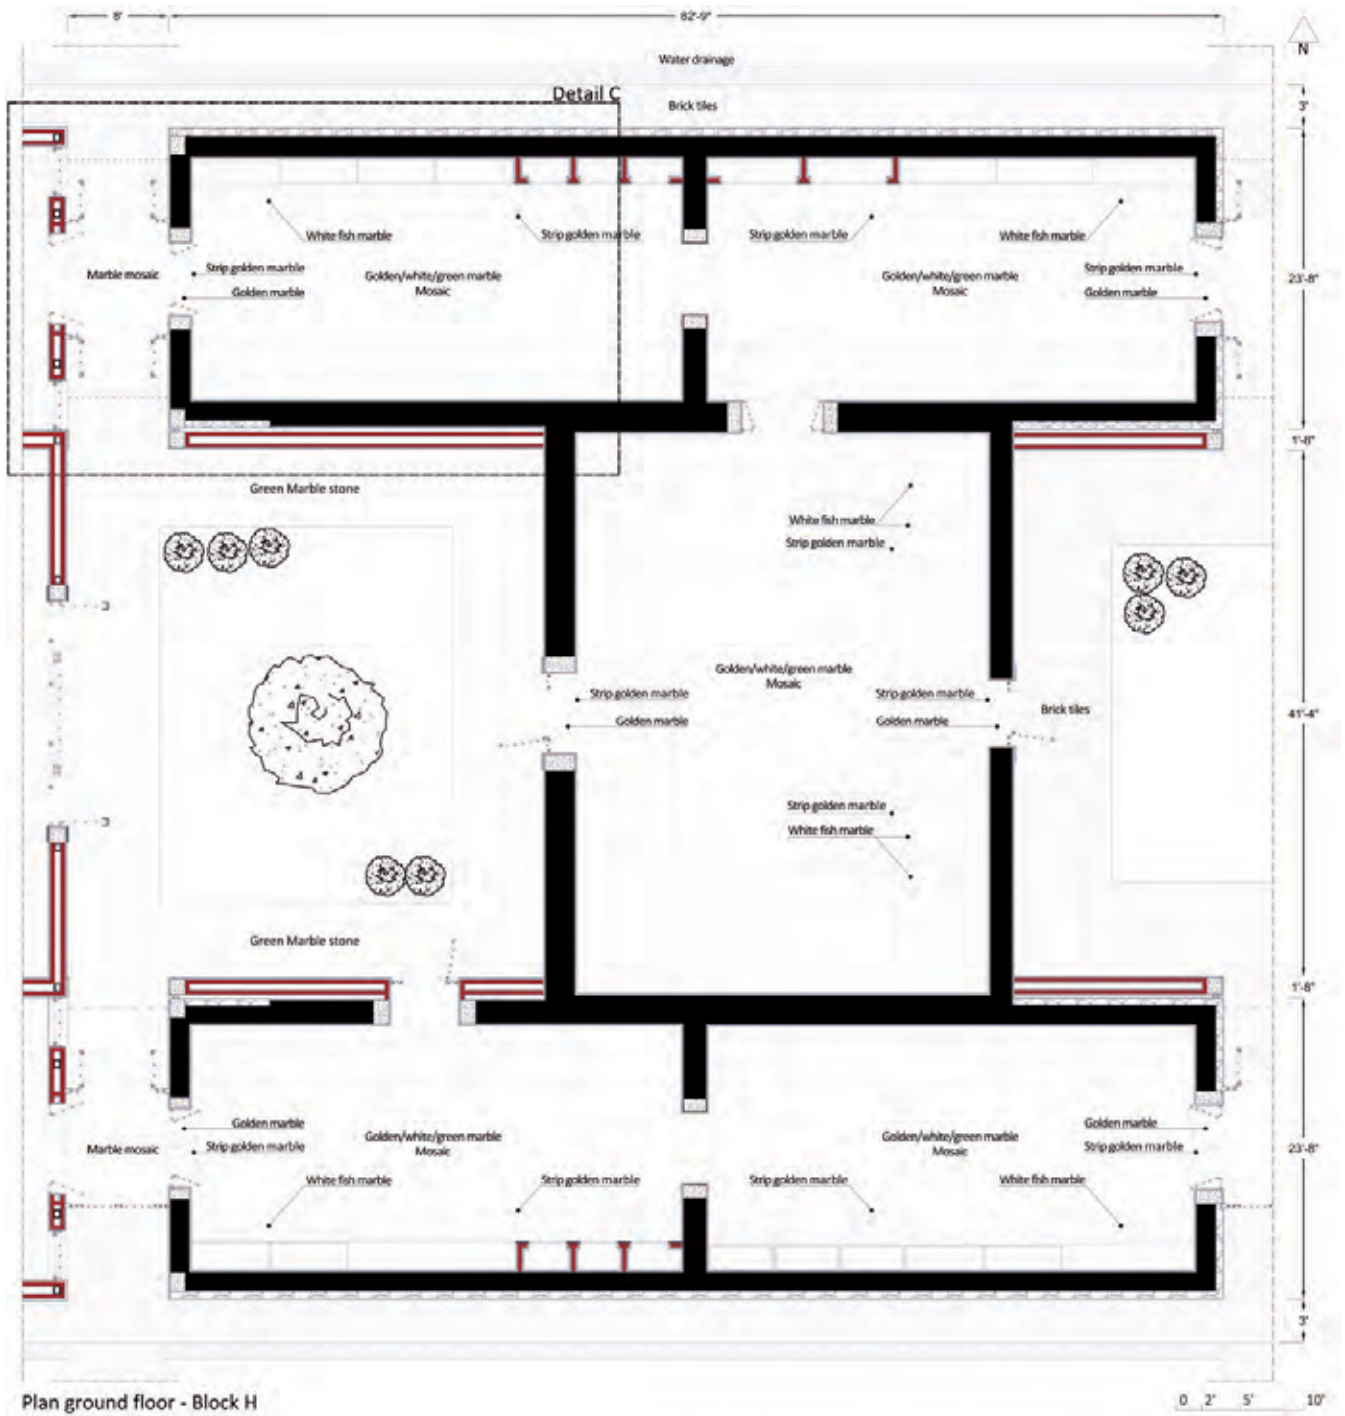 8'
82'-9"
N
Water drainage
Detail C
Brick tiles
3'
White fish marble
Strip golden marble
Strip golden marble
White fish marble
Marble mosaic
Strip golden marble
Golden marble
Golden/white/green marble
Mosaic
Golden/white/green marble
Mosaic
Strip golden marble
Golden marble
23'-8"
1'-8"
Green Marble stone
White fish marble
Strip golden marble
Golden/white/green marble
Mosaic
Strip golden marble
Golden marble
Strip golden marble
Golden marble
Brick tiles
41'-4"
Strip golden marble
White fish marble
Green Marble stone
1'-8"
Golden marble
Strip golden marble
Marble mosaic
Golden/white/green marble
Mosaic
Golden/white/green marble
Mosaic
Golden marble
Strip golden marble
23'-8"
White fish marble
Strip golden marble
Strip golden marble
White fish marble
3'
Plan ground floor - Block H
0 2' 5' 10'